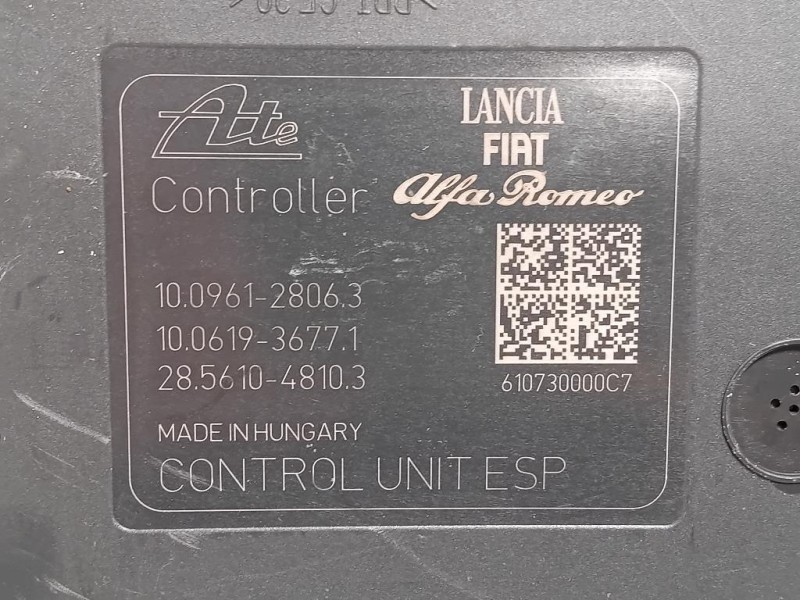 Ate
LANCIA
FIAT
Alfa Romeo
Controller
10.0961-2806.3
10.0619-3677.1
28.5610-4810.3
610730000C7
MADE IN HUNGARY
CONTROL UNIT ESP